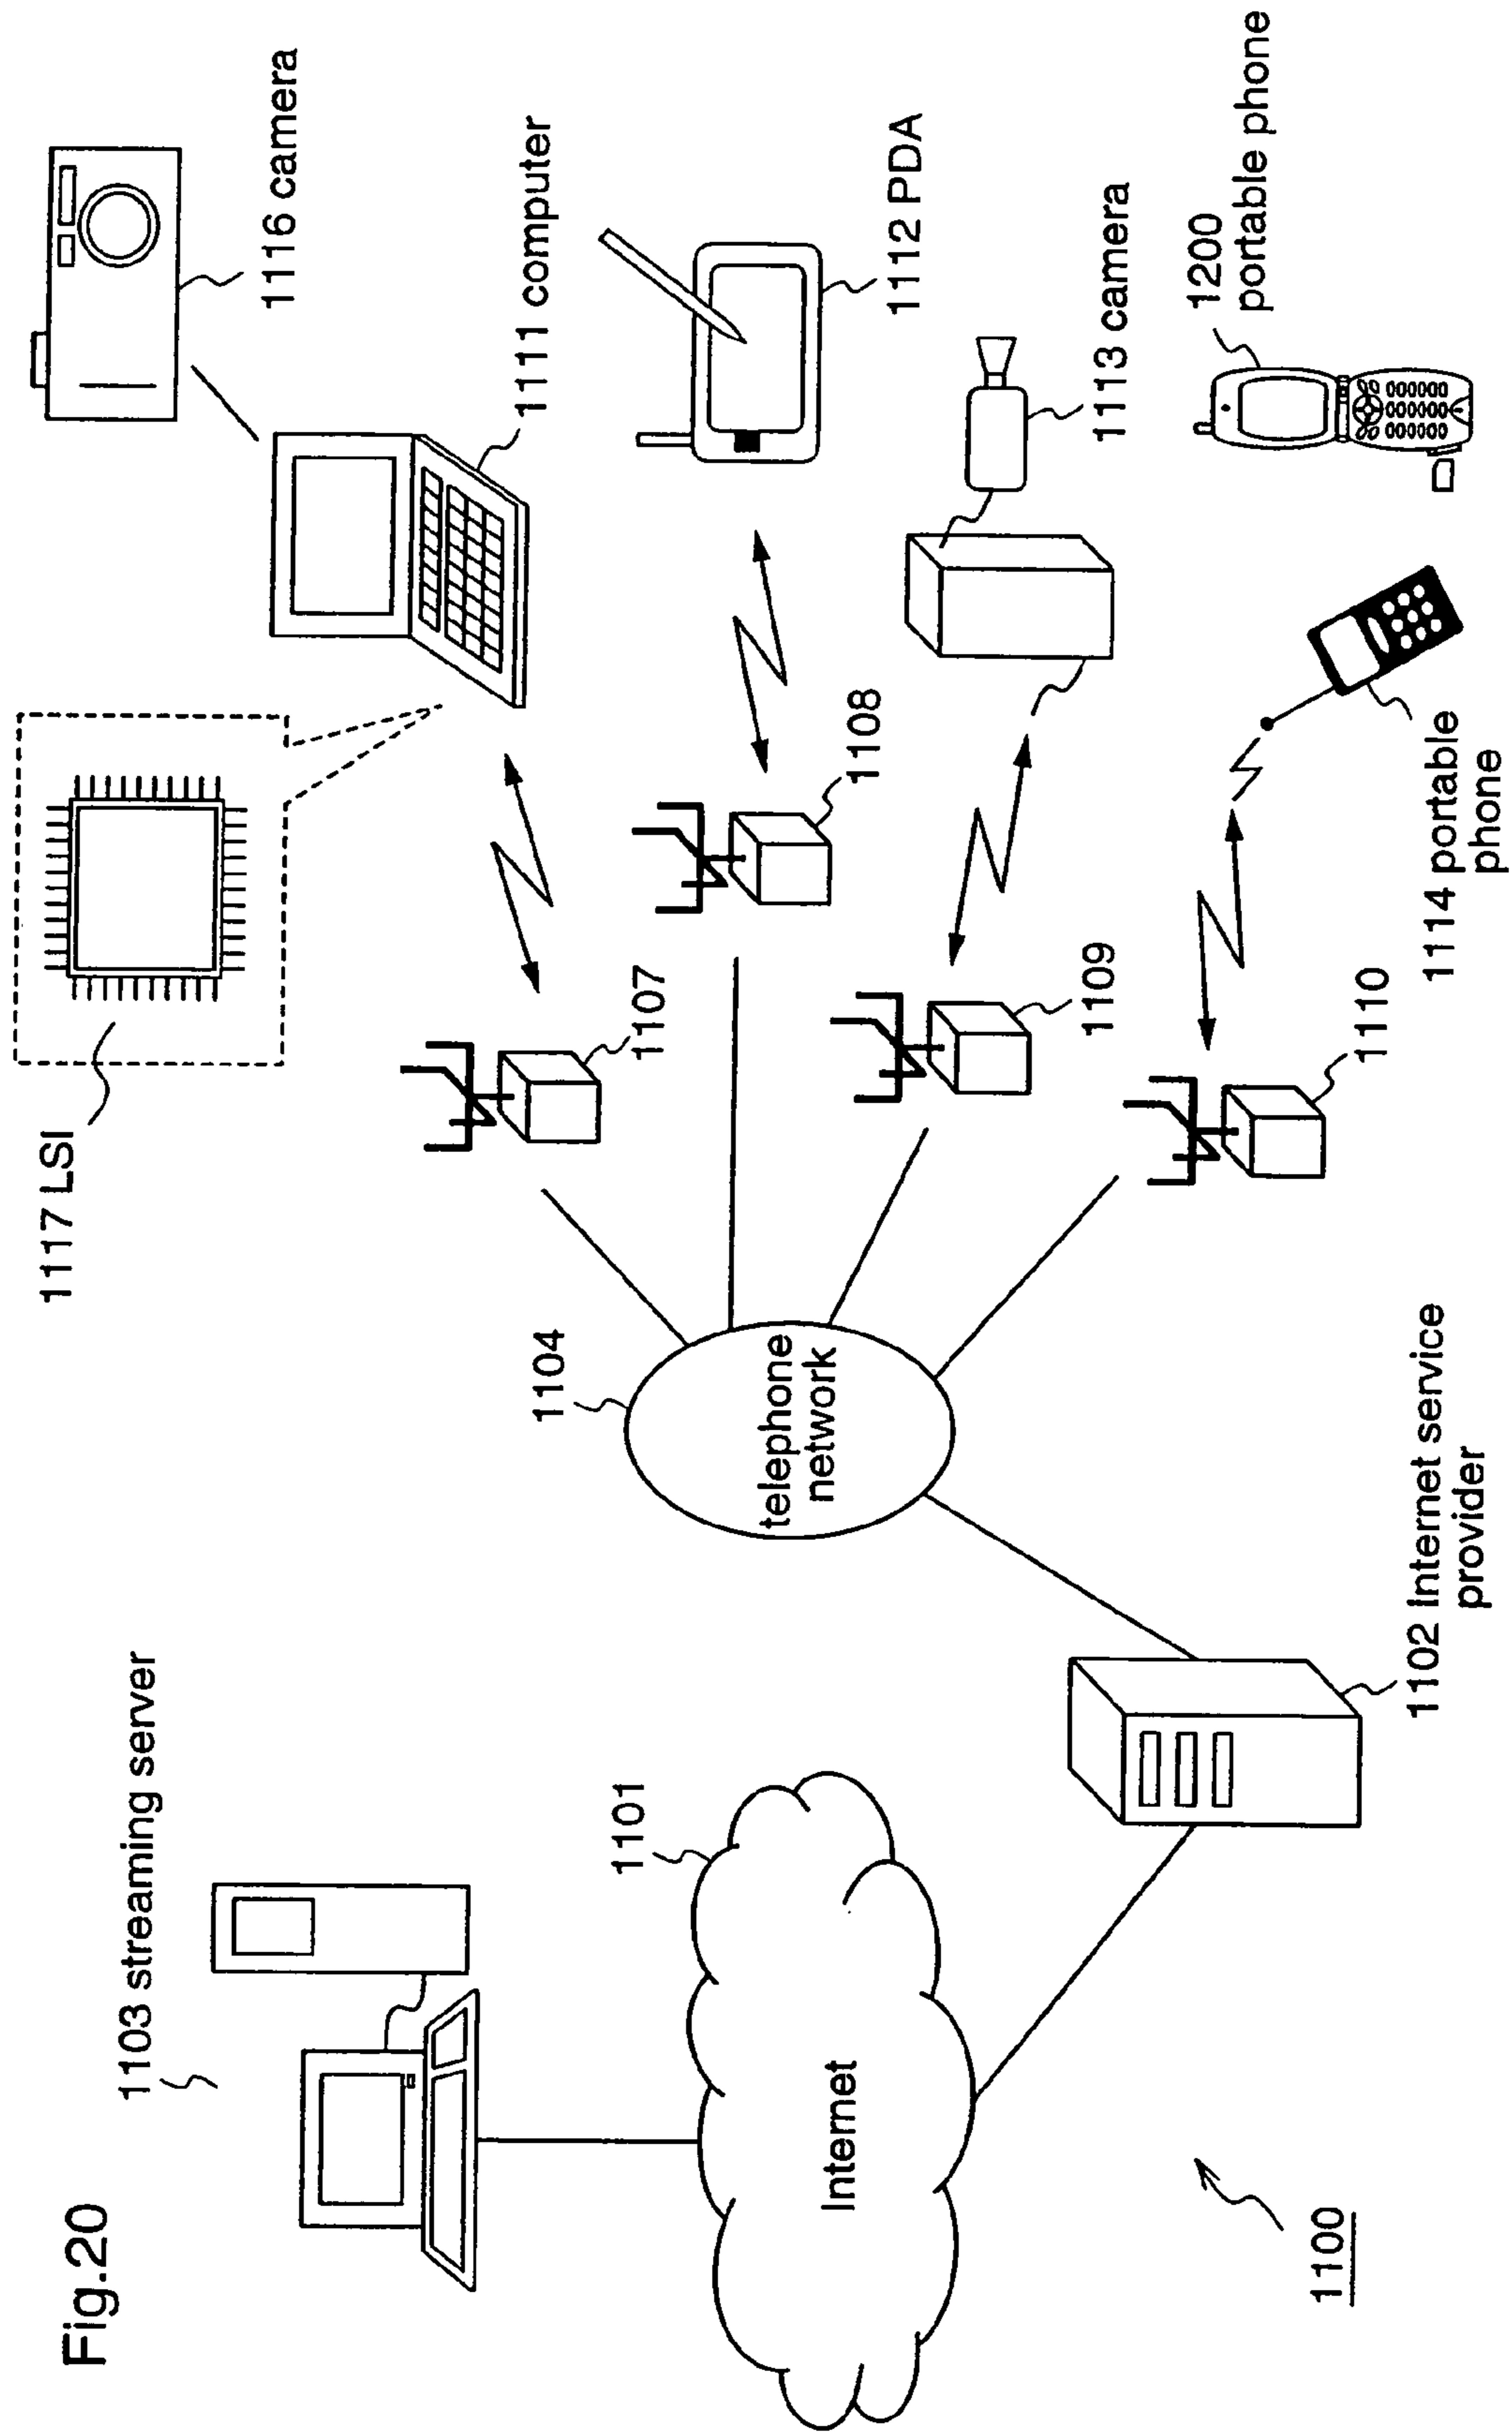 Fig.20
1103 streaming server
1117 LSI
1116 camera
1111 computer
1101
Internet
1104
telephone
network
1107
1108
1112 PDA
1109
1113 camera
1102 Internet service
provider
1110
1114 portable
phone
1200
portable phone
1100